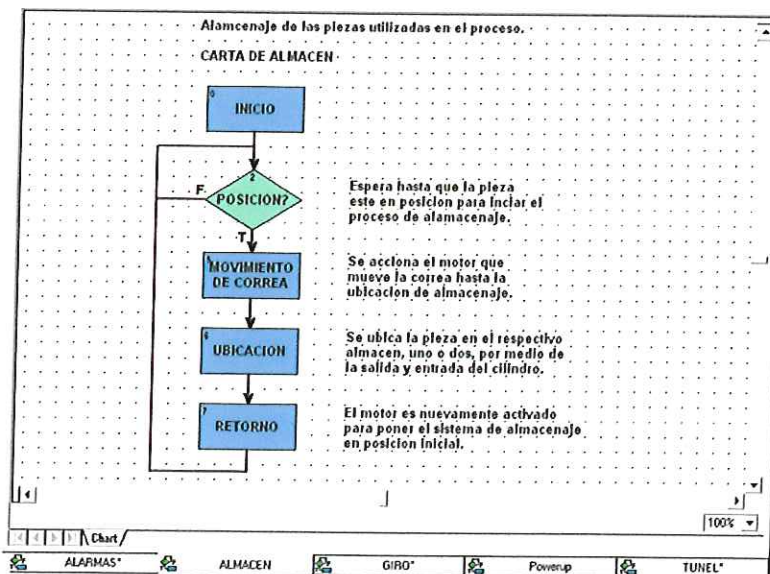 Alamcenaje de las piezas utilizadas en el proceso.
CARTA DE ALMACEN
0
INICIO
2
POSICION?
F
T
Espera hasta que la pieza
este en posicion para inciar el
proceso de alamacenaje.
MOVIMIENTO
DE CORREA
Se acciona el motor que
mueve la correa hasta la
ubicacion de almacenaje.
6
UBICACION
Se ubica la pieza en el respectivo
almacen, uno o dos, por medio de
la salida y entrada del cilindro.
7
RETORNO
El motor es nuevamente activado
para poner el sistema de almacenaje
en posicion inicial.
100%
Chart
ALARMAS*
ALMACEN
GIRO*
Powerup
TUNEL*